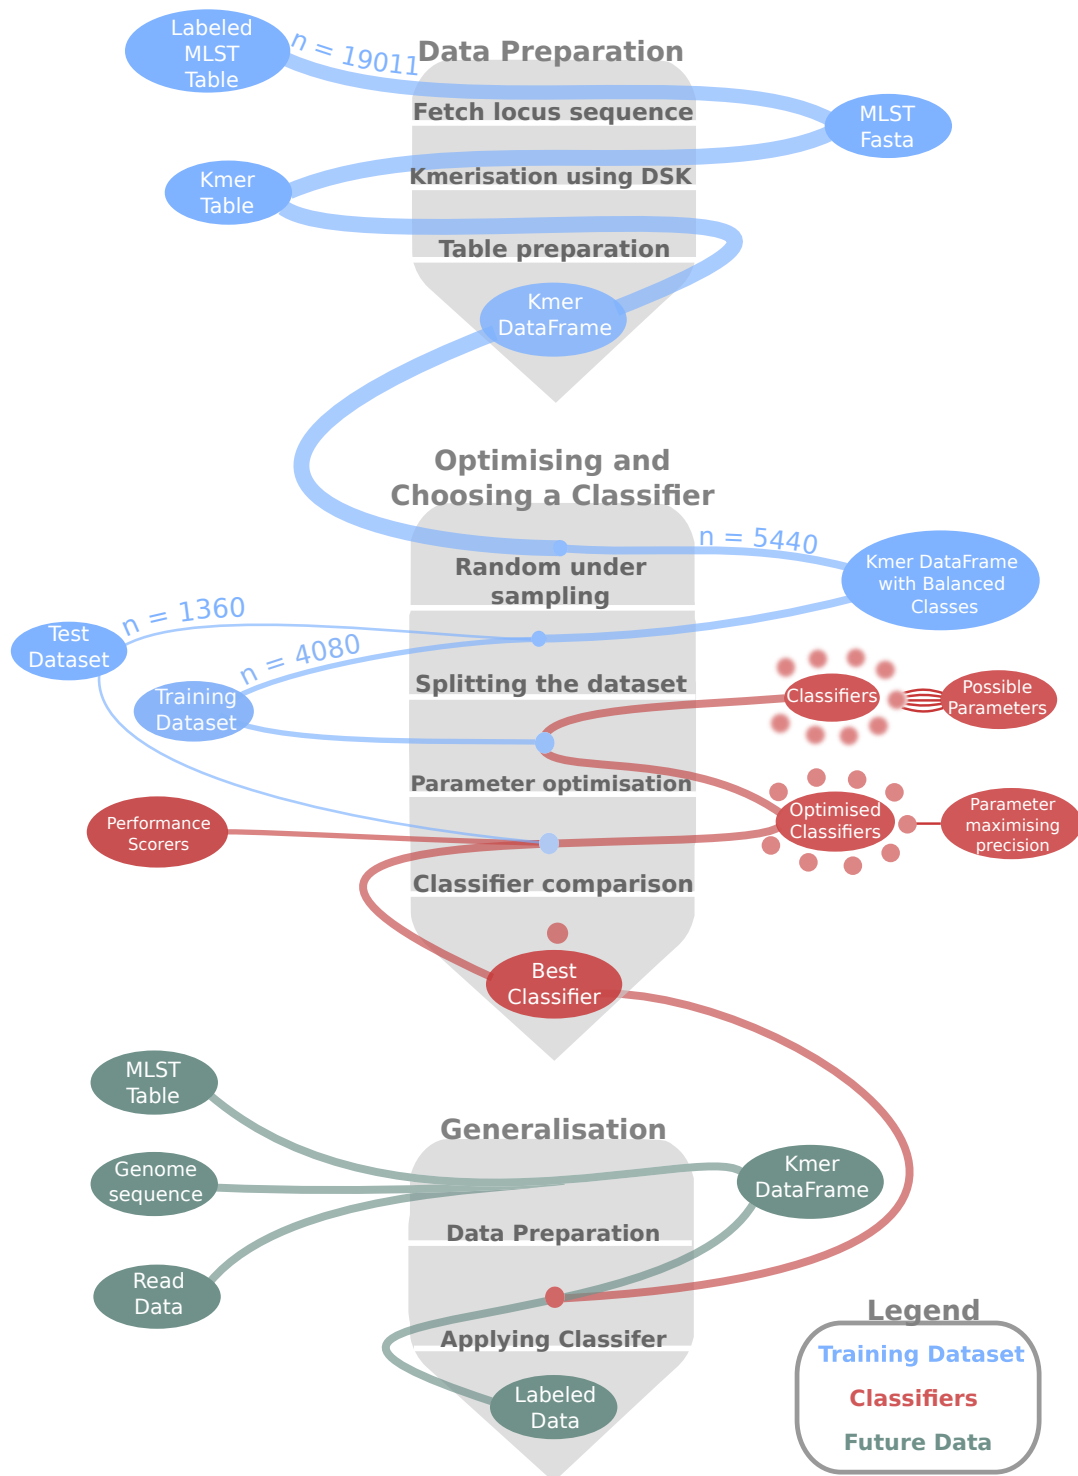 Labeled
MLST
Table
n = 19011
Data Preparation
Fetch locus sequence
MLST
Fasta
Kmerisation using DSK
Kmer
Table
Table preparation
Kmer
DataFrame
Optimising and
Choosing a Classifier
n = 5440
Random under
sampling
Kmer DataFrame
with Balanced
Classes
n = 1360
Test
Dataset
n = 4080
Training
Dataset
Splitting the dataset
Classifiers
Possible
Parameters
Parameter optimisation
Optimised
Classifiers
Parameter
maximising
precision
Performance
Scorers
Classifier comparison
Best
Classifier
MLST
Table
Generalisation
Genome
sequence
Kmer
DataFrame
Data Preparation
Read
Data
Applying Classifer
Labeled
Data
Legend
Training Dataset
Classifiers
Future Data